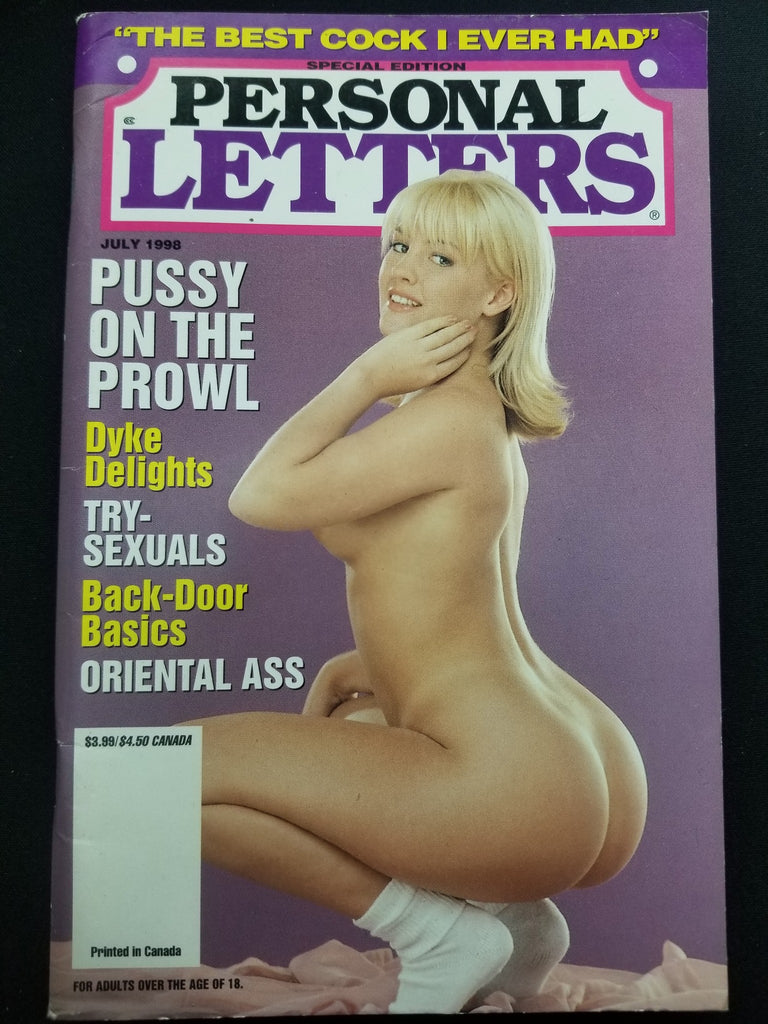 “THE BEST COCK I EVER HAD”
SPECIAL EDITION
PERSONAL
LETTERS®
JULY 1998
PUSSY
ON THE
PROWL
Dyke
Delights
TRY-
SEXUALS
Back-Door
Basics
ORIENTAL ASS
$3.99/$4.50 CANADA
Printed in Canada
FOR ADULTS OVER THE AGE OF 18.